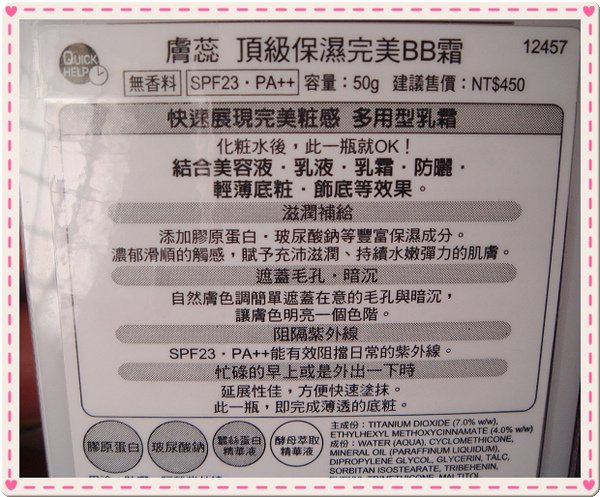 QUICK HELP
膚蕊 頂級保濕完美BB霜
12457
無香料 SPF23・PA++ 容量：50g 建議售價：NT$450
快速展現完美粧感 多用型乳霜
化粧水後，此一瓶就OK！
結合美容液・乳液・乳霜・防曬・
輕薄底粧・飾底等效果。
滋潤補給
添加膠原蛋白・玻尿酸鈉等豐富保濕成分。
濃郁滑順的觸感，賦予充沛滋潤、持續水嫩彈力的肌膚。
遮蓋毛孔・暗沉
自然膚色調簡單遮蓋在意的毛孔與暗沉，
讓膚色明亮一個色階。
阻隔紫外線
SPF23・PA++能有效阻擋日常的紫外線。
忙碌的早上或是外出一下時
延展性佳，方便快速塗抹。
此一瓶，即完成薄透的底粧。
膠原蛋白
玻尿酸鈉
蠶絲蛋白精華液
酵母萃取精華液
主成份：TITANIUM DIOXIDE (7.0% w/w),
ETHYLHEXYL METHOXYCINNAMATE (4.0% w/w)
成份：WATER (AQUA), CYCLOMETHICONE,
MINERAL OIL (PARAFFINUM LIQUIDUM),
DIPROPYLENE GLYCOL, GLYCERIN, TALC,
SORBITAN ISOSTEARATE, TRIBEHENIN,